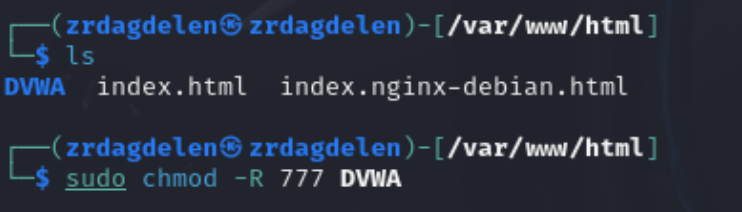 ┌──(zrdagdelen㉿zrdagdelen)-[/var/www/html]
└─$ ls
DVWA index.html index.nginx-debian.html
┌──(zrdagdelen㉿zrdagdelen)-[/var/www/html]
└─$ sudo chmod -R 777 DVWA